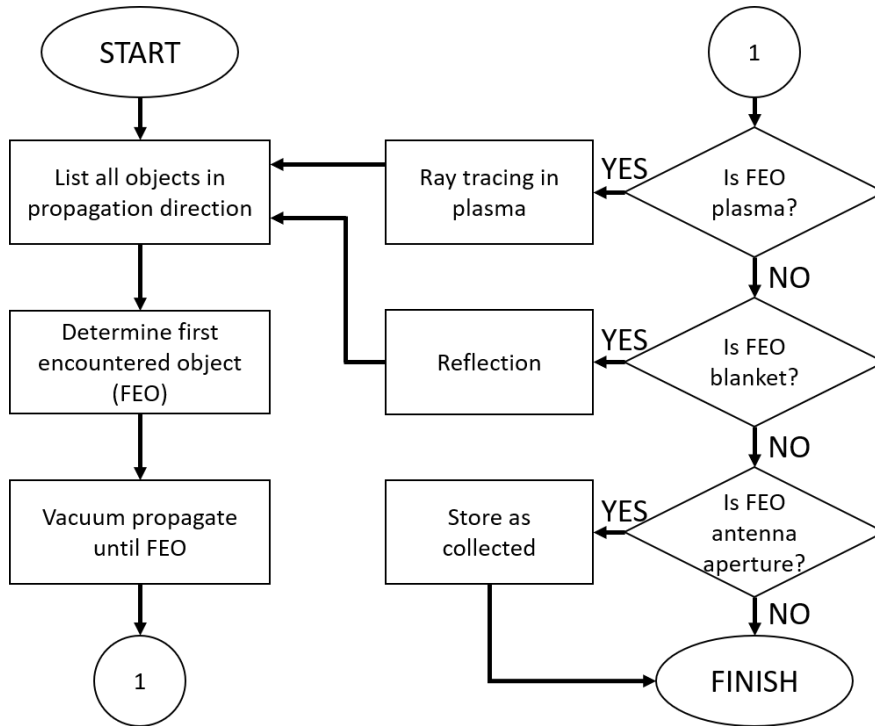 START
List all objects in
propagation direction
Determine first
encountered object
(FEO)
Vacuum propagate
until FEO
1
1
Is FEO
plasma?
YES
Ray tracing in
plasma
NO
Is FEO
blanket?
YES
Reflection
NO
Is FEO
antenna
aperture?
YES
Store as
collected
NO
FINISH